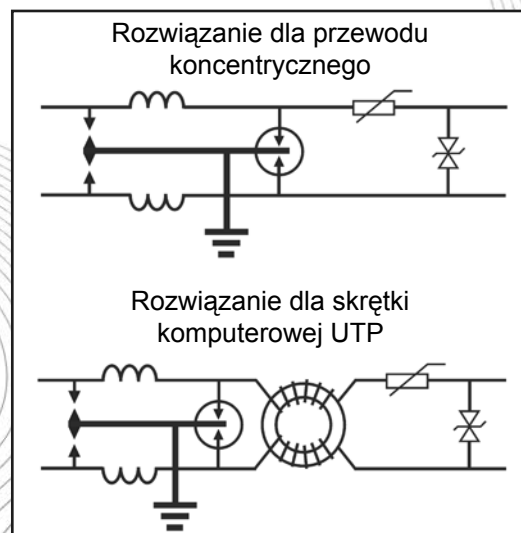 Rozwiązanie dla przewodu
koncentrycznego
Rozwiązanie dla skrętki
komputerowej UTP